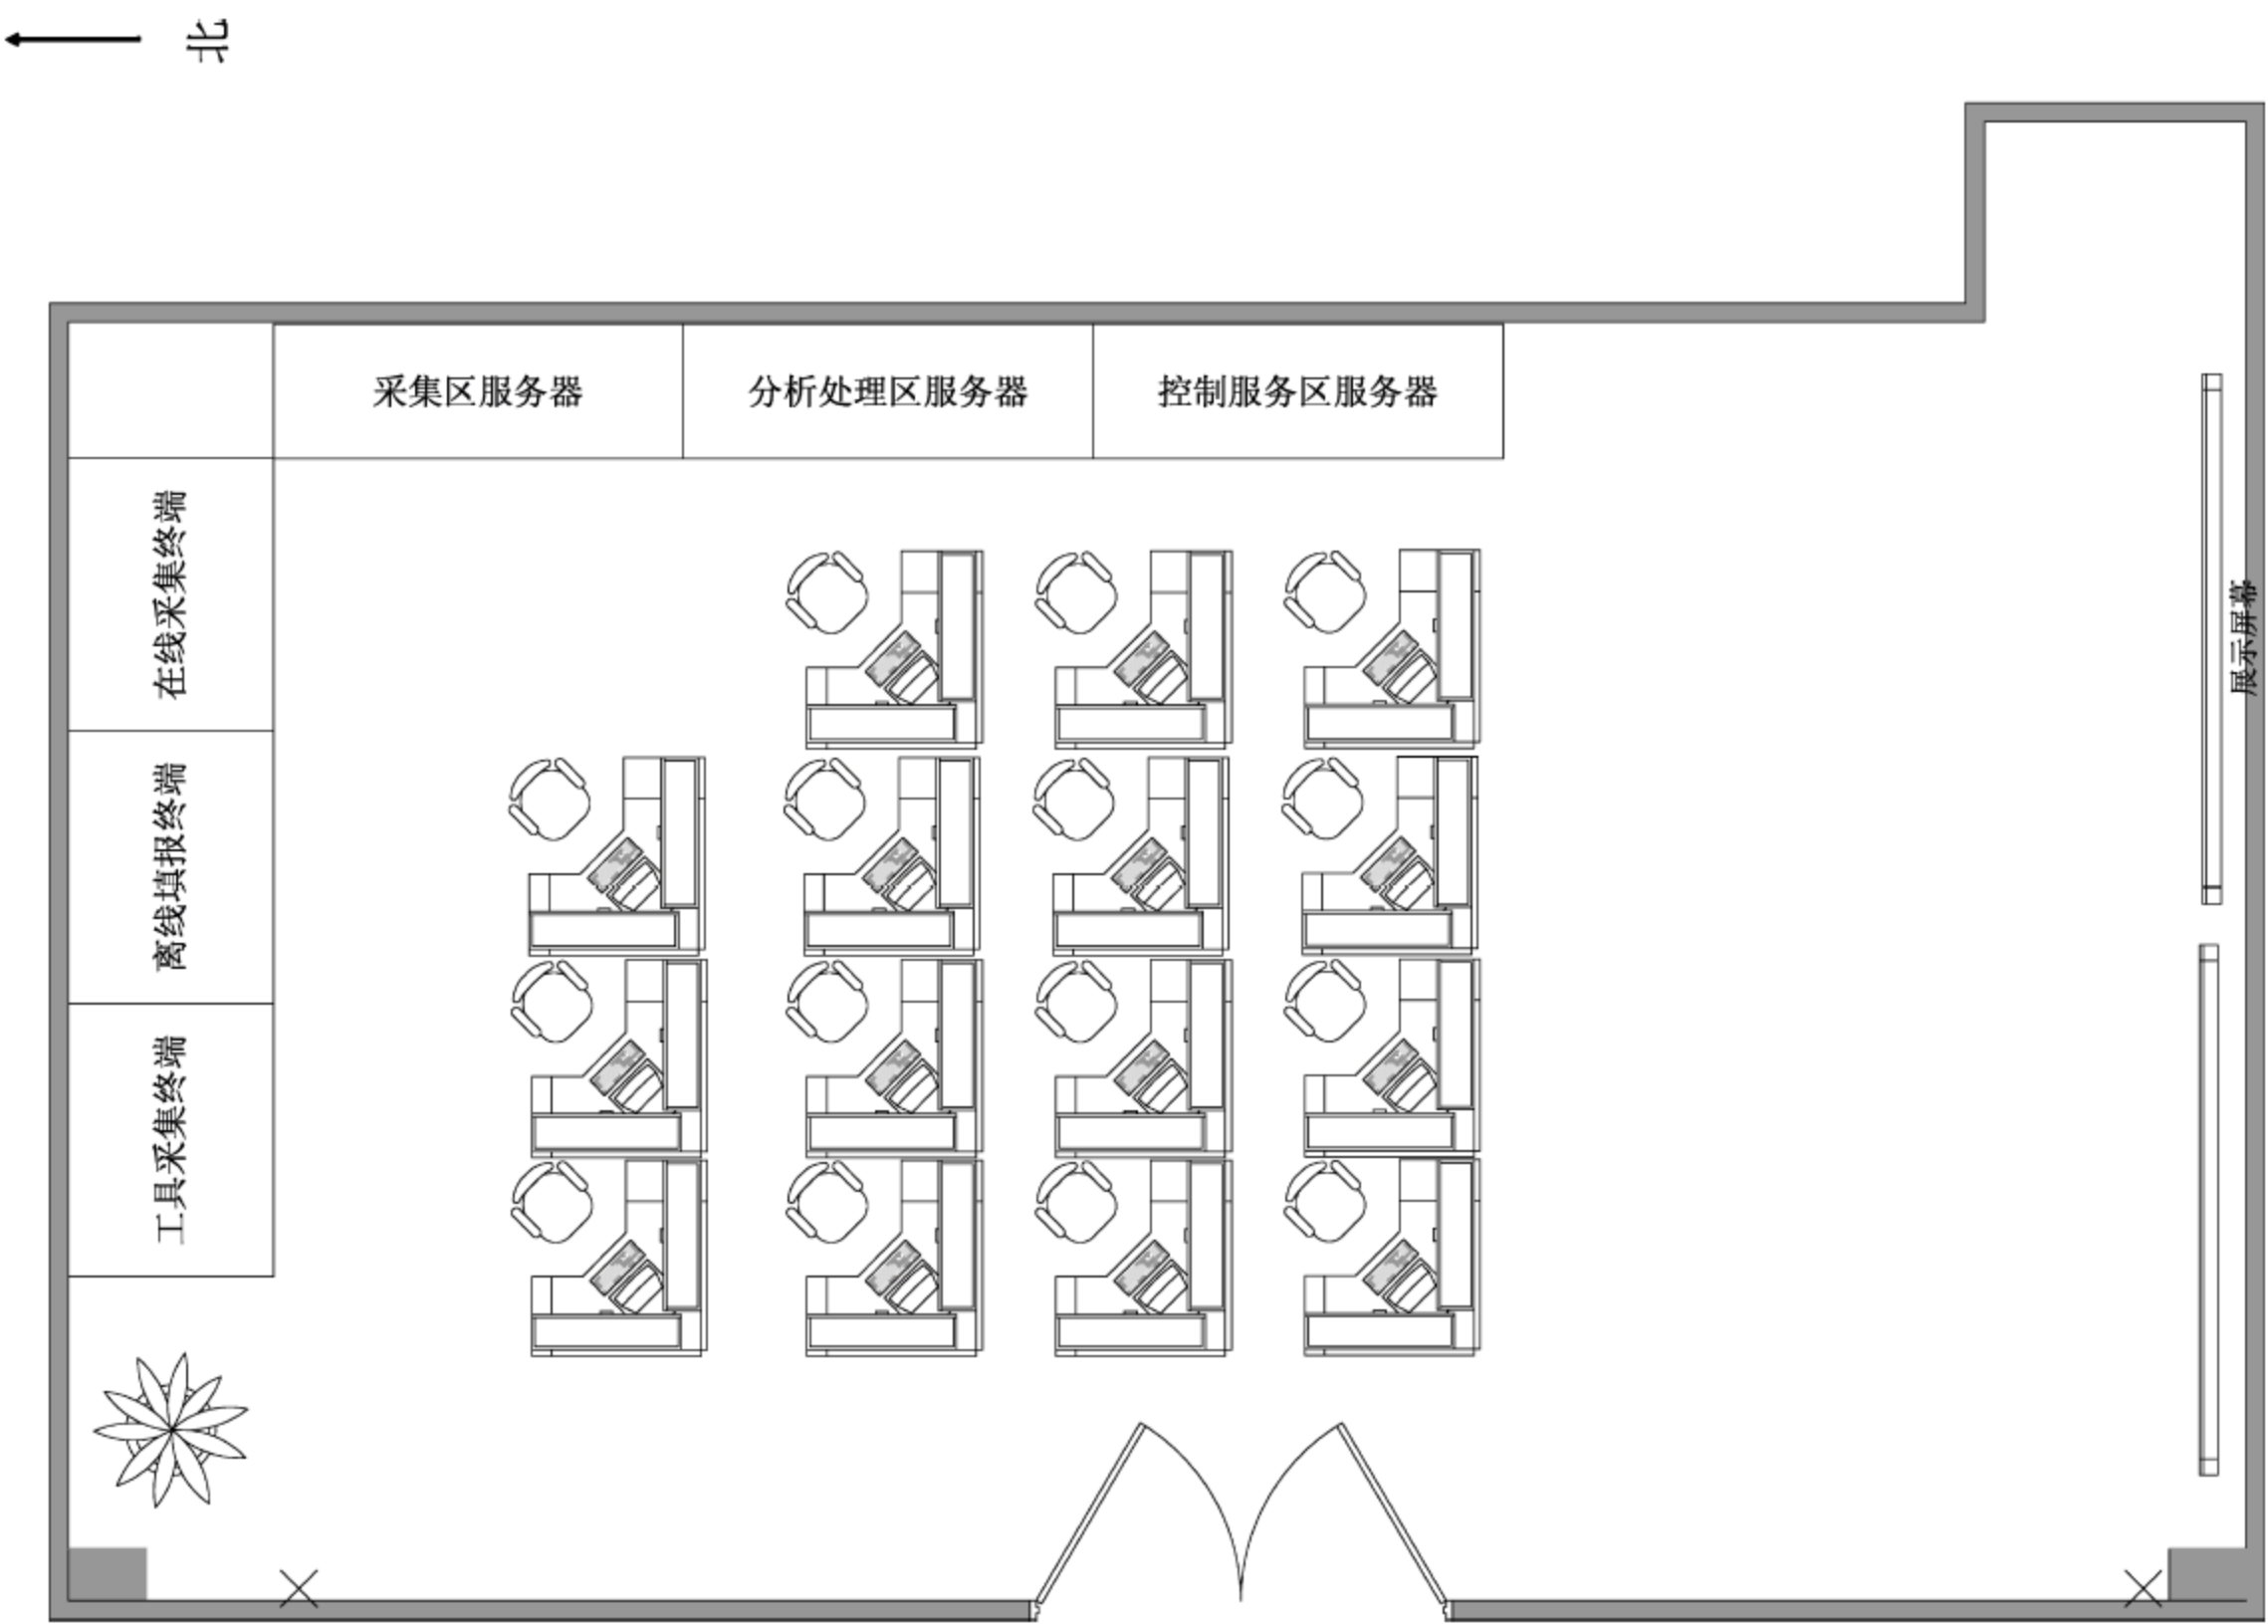 北
采集区服务器
分析处理区服务器
控制服务区服务器
在线采集终端
离线填报终端
工具采集终端
展示屏幕